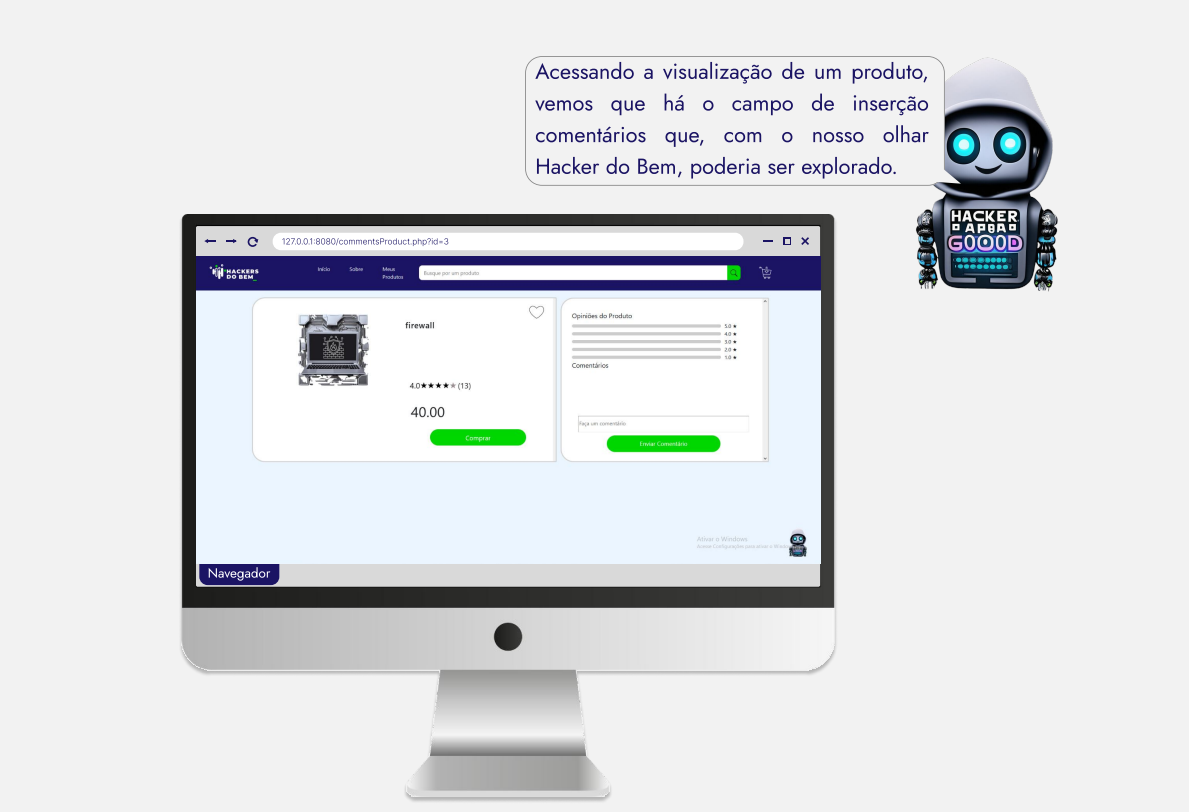 Acessando a visualização de um produto,
vemos que há o campo de inserção
comentários que, com o nosso olhar
Hacker do Bem, poderia ser explorado.
HACKER
GOOOD
127.0.0.1:8080/commentsProduct.php?id=3
HACKERS
DO BEM_
Início
Sobre
Meus
Produtos
Busque por um produto
0
firewall
4.0★★★★★(13)
40.00
Comprar
Opiniões do Produto
5.0 ★
4.0 ★
3.0 ★
2.0 ★
1.0 ★
Comentários
Faça um comentário
Enviar Comentário
Ativar o Windows
Acesse Configurações para ativar o Windows
Navegador